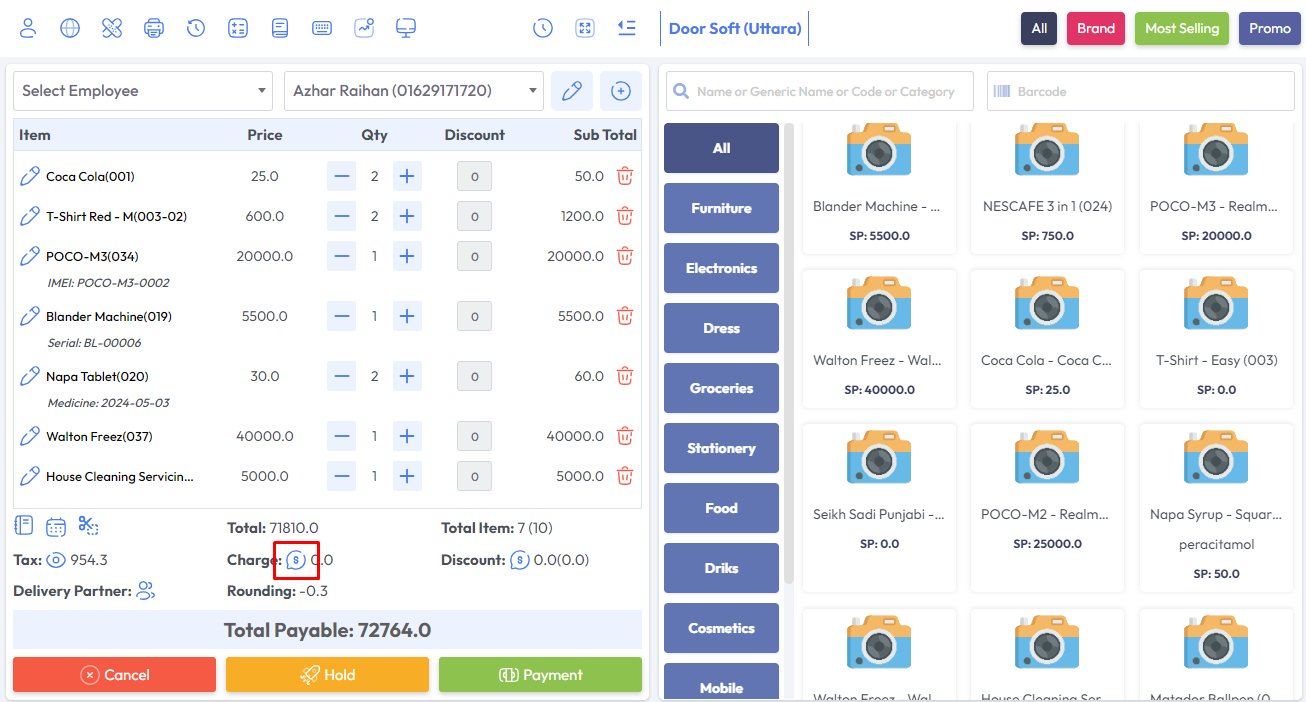 Door Soft (Uttara)
All Brand Most Selling Promo
Select Employee
Azhar Raihan (01629171720)
Item Price Qty Discount Sub Total
Coca Cola(001) 25.0 2 0 50.0
T-Shirt Red - M(003-02) 600.0 2 0 1200.0
POCO-M3(034) 20000.0 1 0 20000.0
IMEI: POCO-M3-0002
Blander Machine(019) 5500.0 1 0 5500.0
Serial: BL-00006
Napa Tablet(020) 30.0 2 0 60.0
Medicine: 2024-05-03
Walton Freez(037) 40000.0 1 0 40000.0
House Cleaning Servicin... 5000.0 1 0 5000.0
Total: 71810.0 Total Item: 7 (10)
Tax: 954.3 Charge: 0.0 Discount: 0.0(0.0)
Delivery Partner: Rounding: -0.3
Total Payable: 72764.0
Cancel Hold Payment
Name or Generic Name or Code or Category
Barcode
All
Furniture
Electronics
Dress
Groceries
Stationery
Food
Driks
Cosmetics
Mobile
Blander Machine - ... NESCAFE 3 in 1 (024) POCO-M3 - Realm...
SP: 5500.0 SP: 750.0 SP: 20000.0
Walton Freez - Wal... Coca Cola - Coca C... T-Shirt - Easy (003)
SP: 40000.0 SP: 25.0 SP: 0.0
Seikh Sadi Punjabi -... POCO-M2 - Realm... Napa Syrup - Squar...
peracitamol
SP: 0.0 SP: 25000.0 SP: 50.0
Walton Freez - Wal... House Cleaning Ser... Matador Ballpen (0...